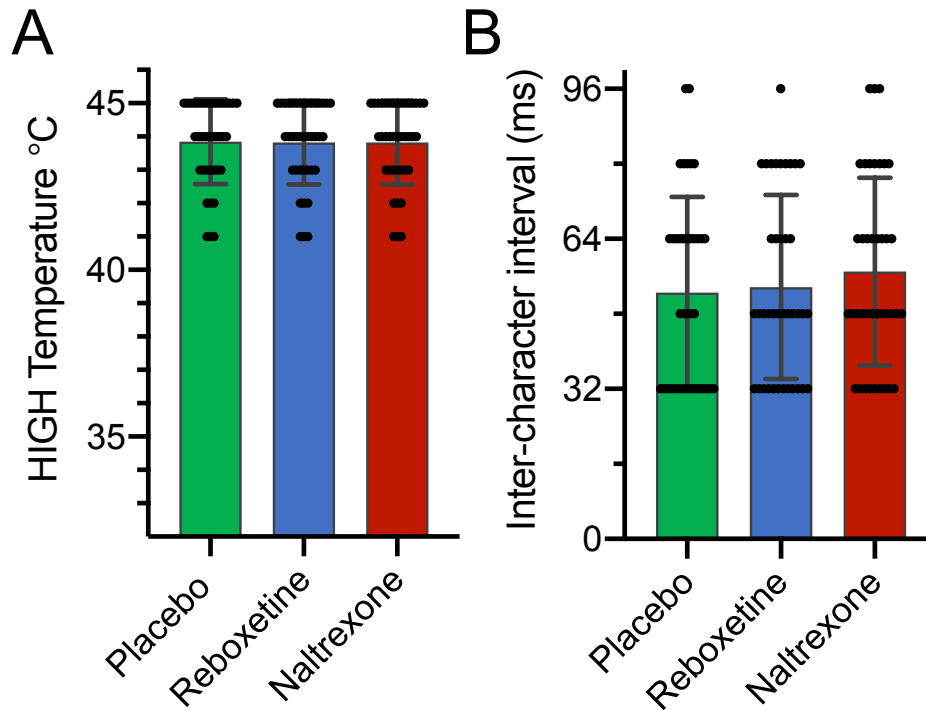 A
HIGH Temperature °C
45
40
35
Placebo
Reboxetine
Naltrexone
B
Inter-character interval (ms)
96
64
32
0
Placebo
Reboxetine
Naltrexone